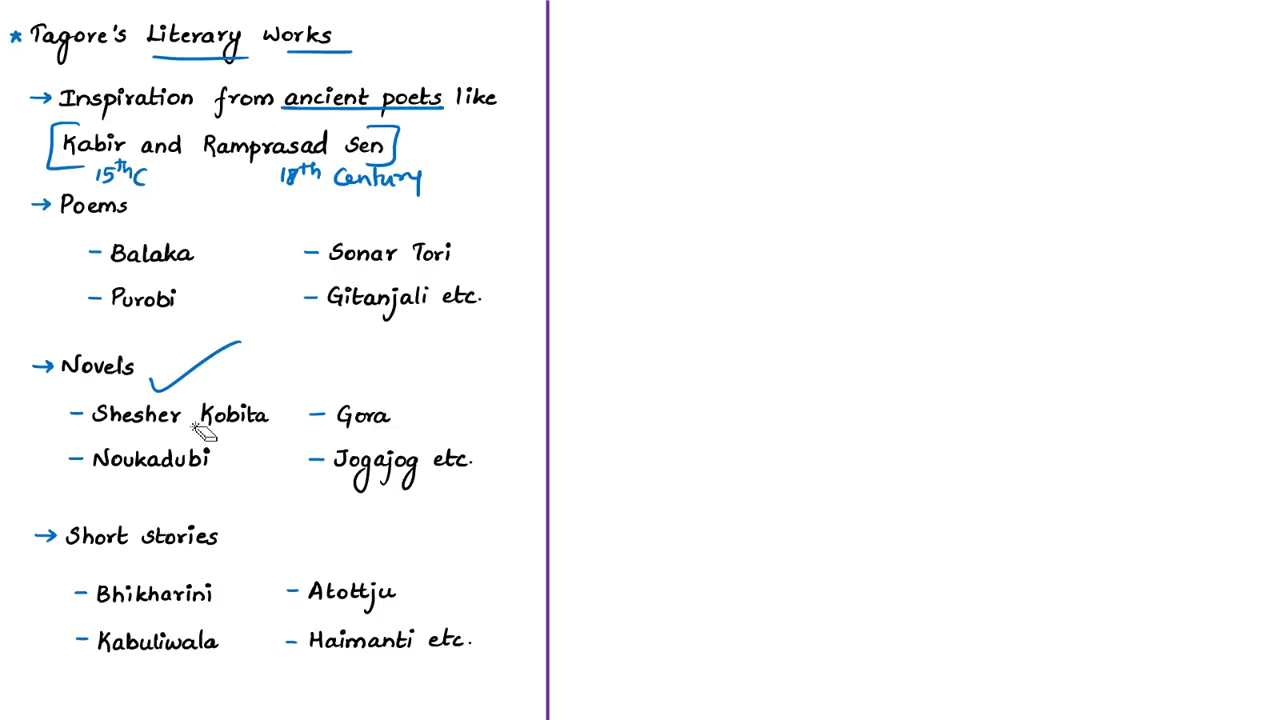 * Tagore's Literary Works
→ Inspiration from ancient poets like
[Kabir and Ramprasad Sen]
15th C 18th Century
→ Poems
- Balaka - Sonar Tori
- Purobi - Gitanjali etc.
→ Novels
- Shesher Kobita - Gora
- Noukadubi - Jogajog etc.
→ Short stories
- Bhikharini - Atottju
- Kabuliwala - Haimanti etc.